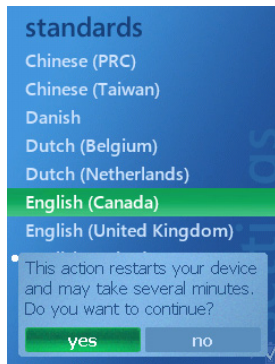 standards
Chinese (PRC)
Chinese (Taiwan)
Danish
Dutch (Belgium)
Dutch (Netherlands)
English (Canada)
English (United Kingdom)
This action restarts your device
and may take several minutes.
Do you want to continue?
yes no